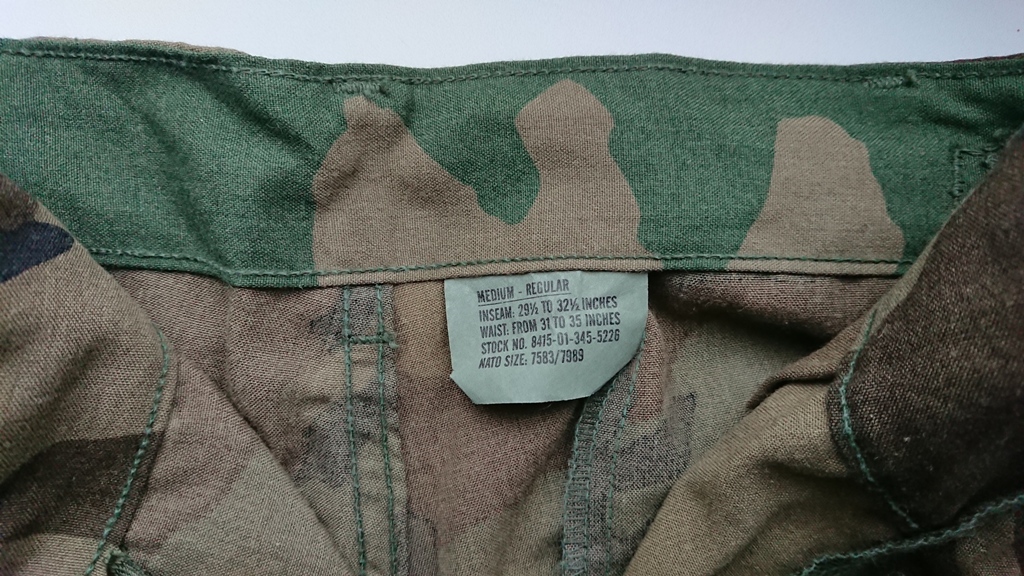 MEDIUM - REGULAR
INSEAM: 29½ TO 32½ INCHES
WAIST: FROM 31 TO 35 INCHES
STOCK NO. 8415-01-345-5226
NATO SIZE: 7583/7989